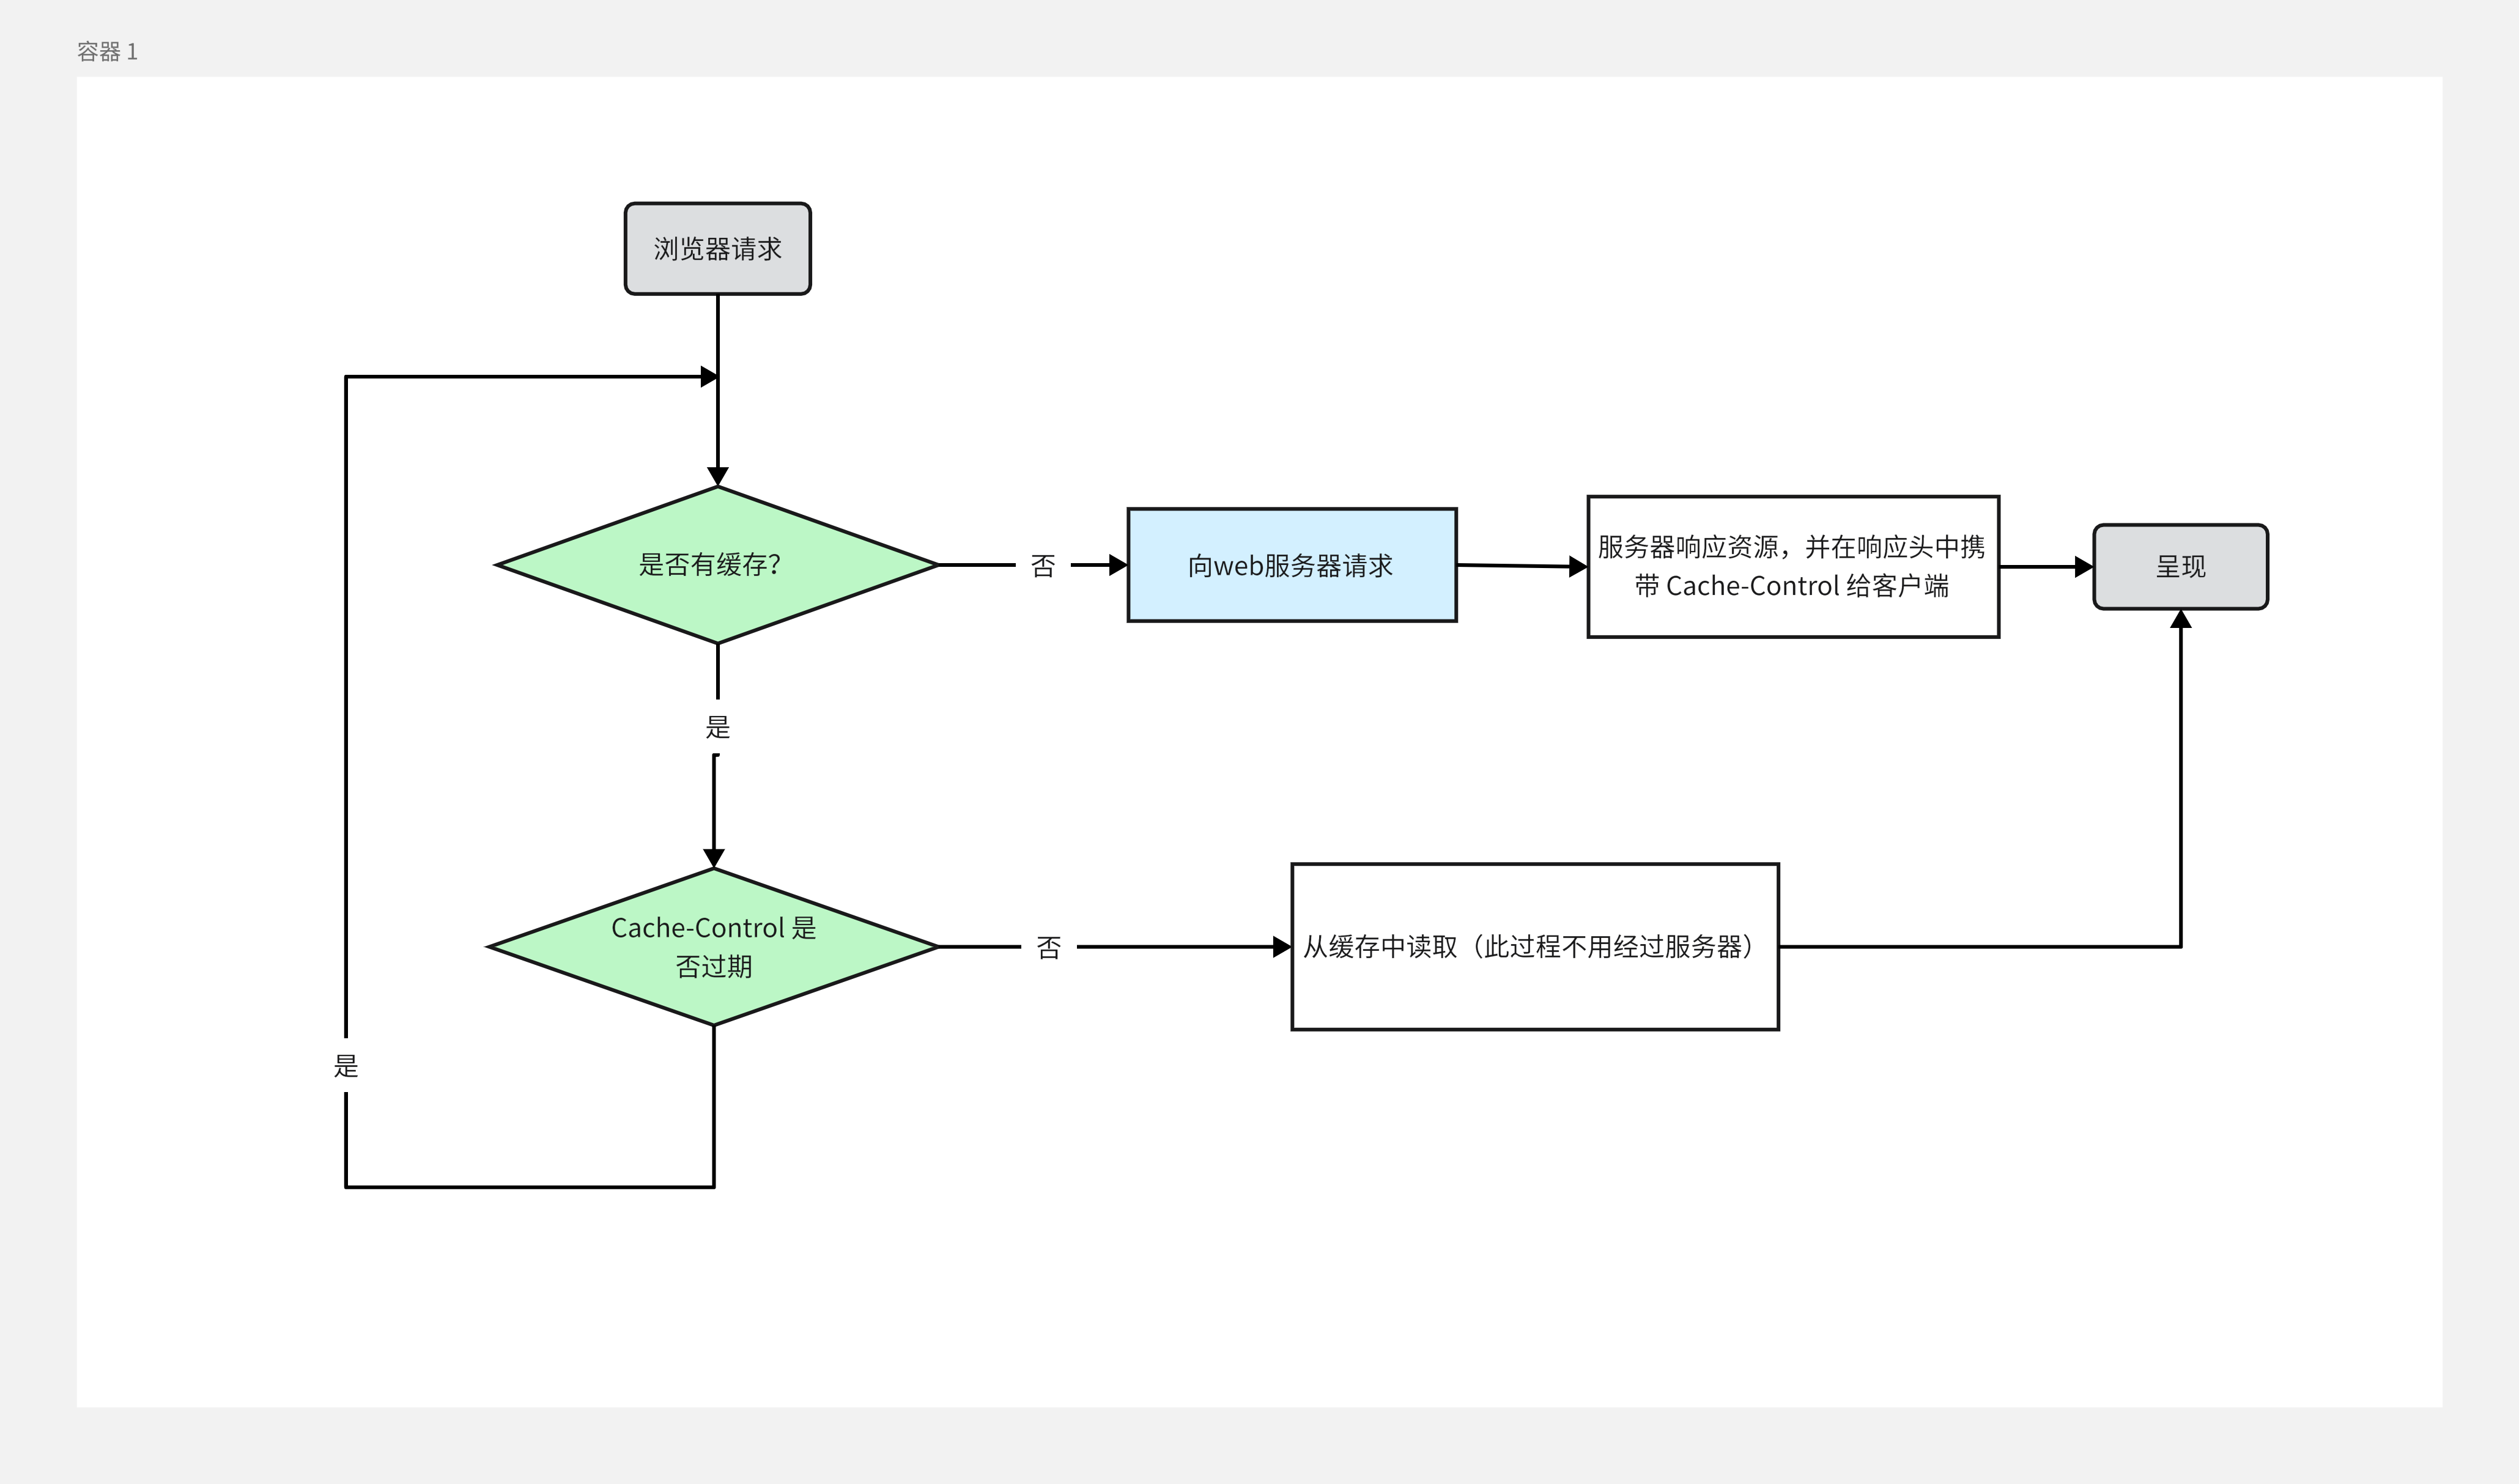 容器 1
浏览器请求
是否有缓存？
否
向web服务器请求
服务器响应资源，并在响应头中携
带 Cache-Control 给客户端
呈现
是
Cache-Control 是
否过期
否
从缓存中读取（此过程不用经过服务器）
是